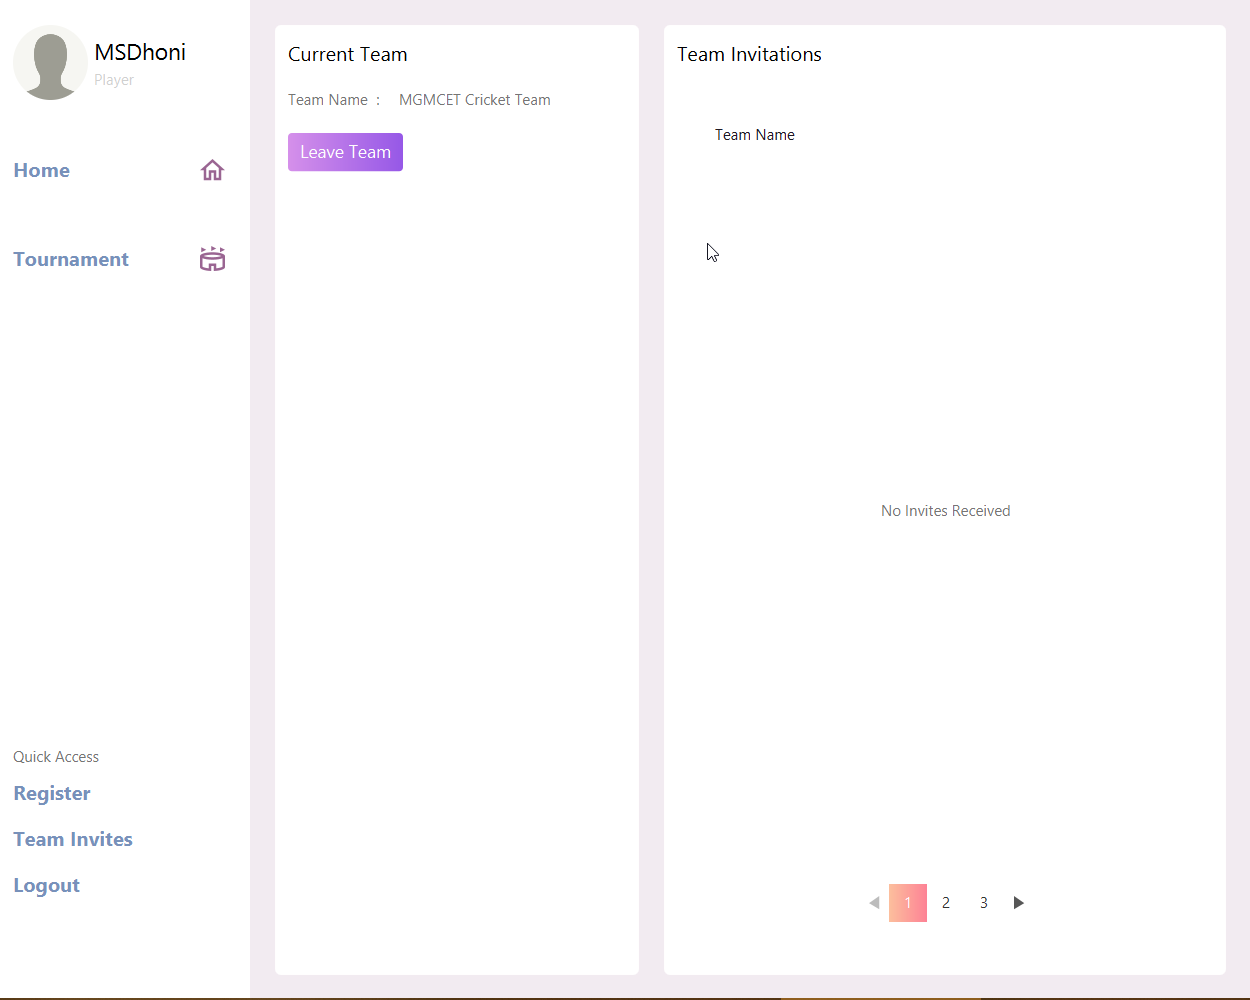 MSDhoni
Player
Home
Tournament
Quick Access
Register
Team Invites
Logout
Current Team
Team Name : MGMCET Cricket Team
Leave Team
Team Invitations
Team Name
No Invites Received
1 2 3